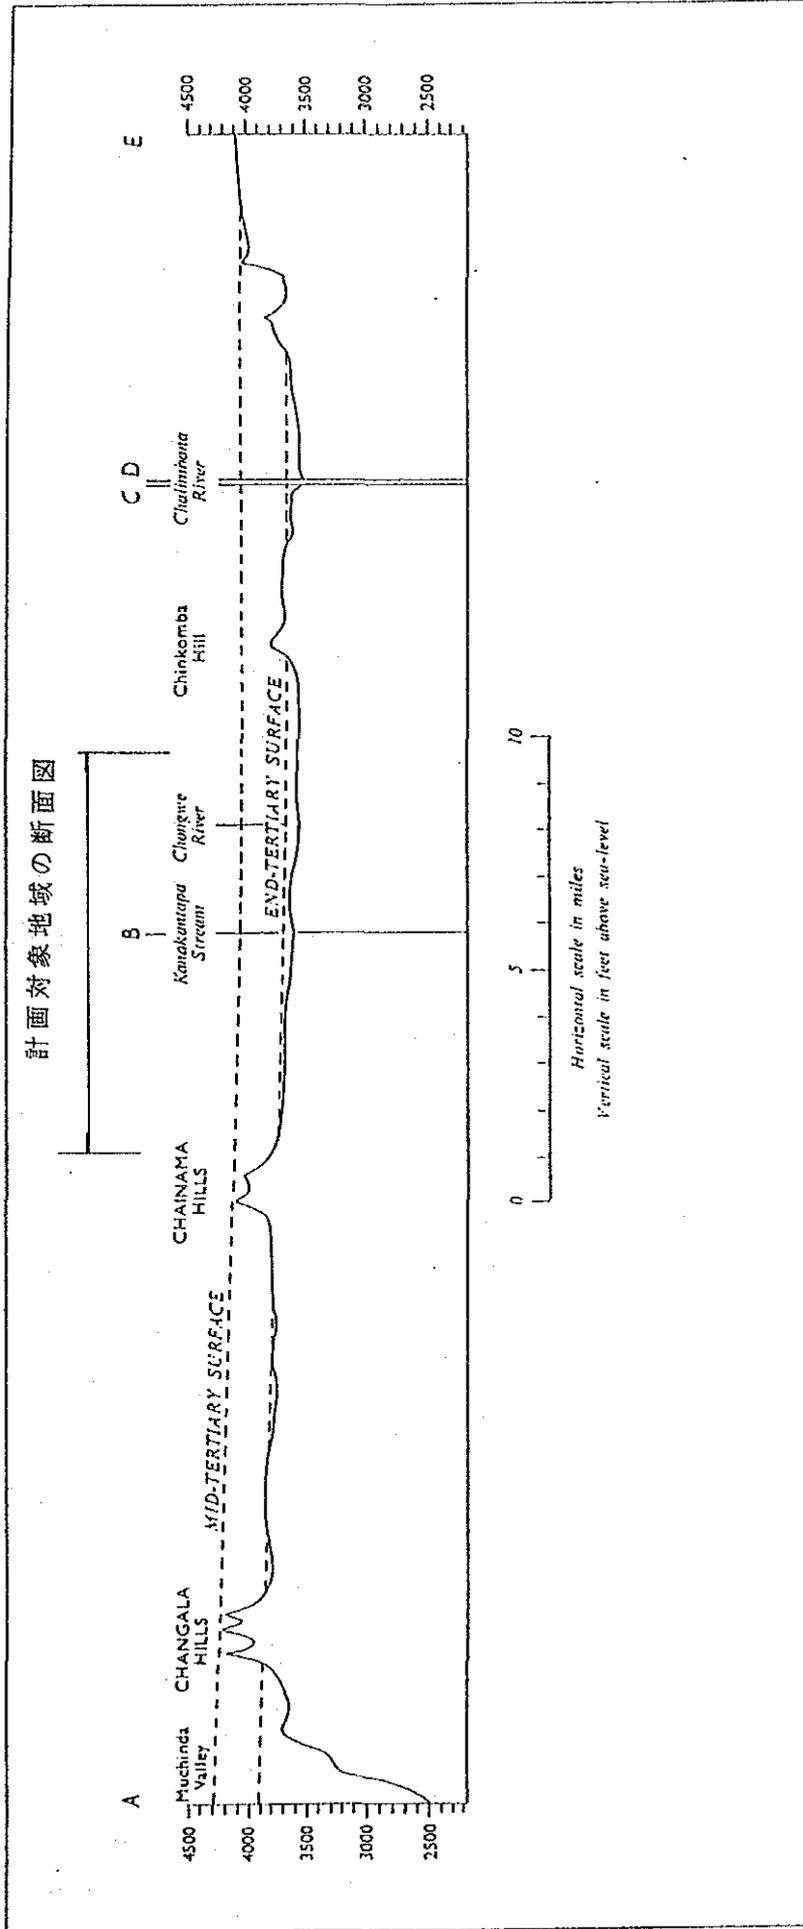 計画対象地域の断面図
A
B
C D
E
Muchinda
Valley
CHANGALA
HILLS
CHAINAMA
HILLS
Kanakantapa
Stream
Chongwe
River
Chinkomba
Hill
Chalimbana
River
MID-TERTIARY SURFACE
END-TERTIARY SURFACE
4500
4000
3500
3000
2500
4500
4000
3500
3000
2500
0
5
10
Horizontal scale in miles
Vertical scale in feet above sea-level